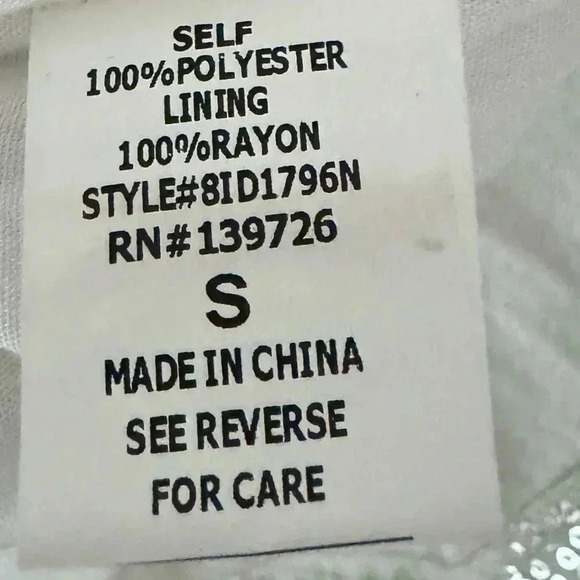 SELF
100%POLYESTER
LINING
100%RAYON
STYLE#8ID1796N
RN#139726
S
MADE IN CHINA
SEE REVERSE
FOR CARE